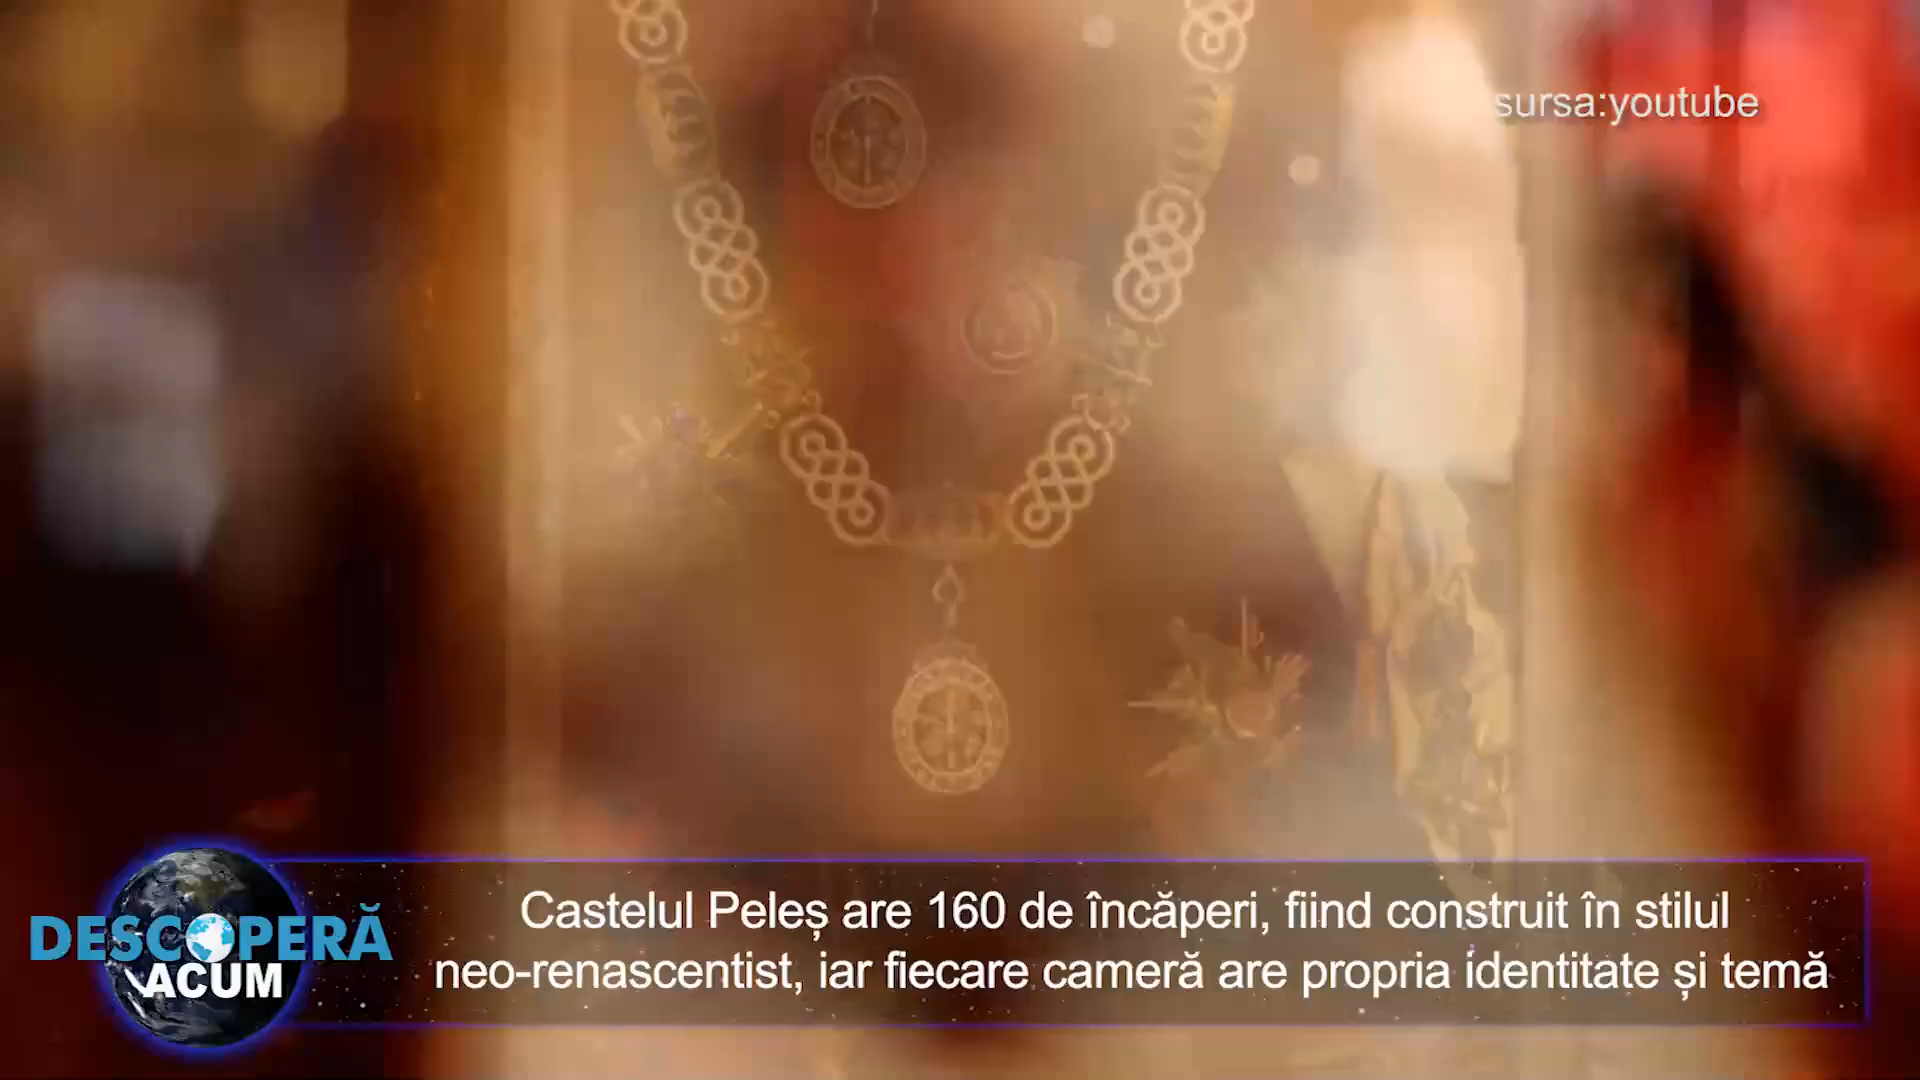 sursa:youtube
Castelul Peleș are 160 de încăperi, fiind construit în stilul
neo-renascentist, iar fiecare cameră are propria identitate și temă
DESCOPERĂ
ACUM